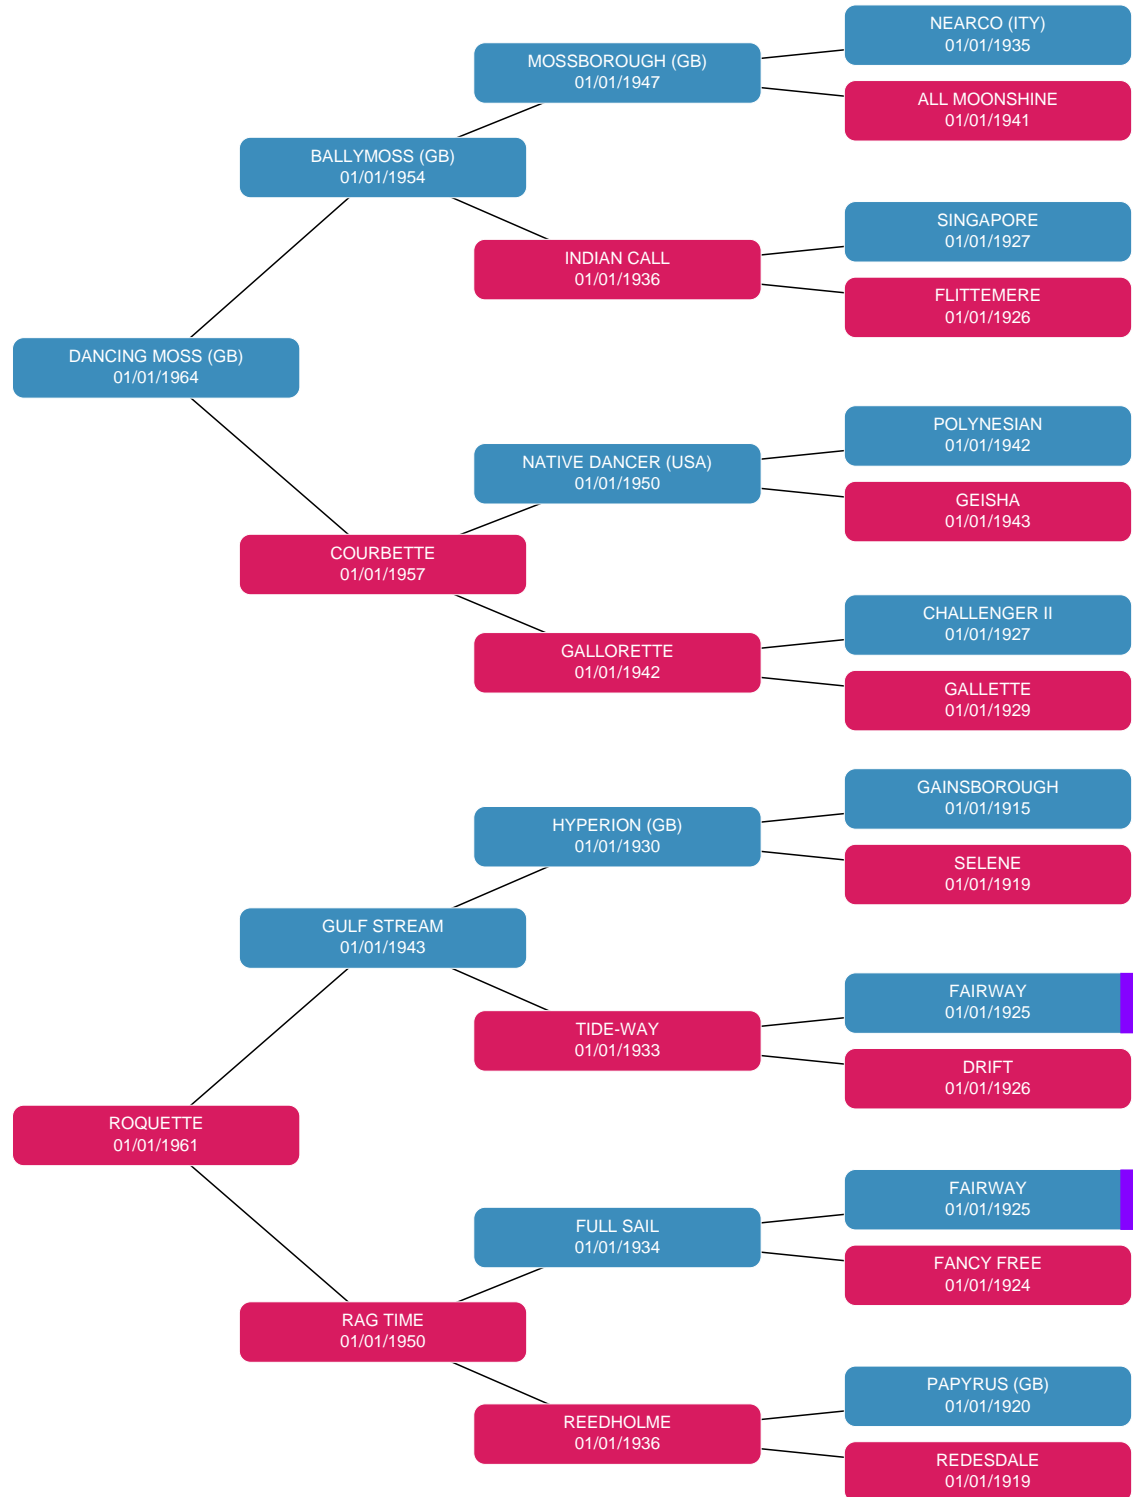 NEARCO (ITY)
01/01/1935
MOSSBOROUGH (GB)
01/01/1947
ALL MOONSHINE
01/01/1941
BALLYMOSS (GB)
01/01/1954
SINGAPORE
01/01/1927
INDIAN CALL
01/01/1936
FLITTEMERE
01/01/1926
DANCING MOSS (GB)
01/01/1964
POLYNESIAN
01/01/1942
NATIVE DANCER (USA)
01/01/1950
GEISHA
01/01/1943
COURBETTE
01/01/1957
CHALLENGER II
01/01/1927
GALLORETTE
01/01/1942
GALLETTE
01/01/1929
GAINSBOROUGH
01/01/1915
HYPERION (GB)
01/01/1930
SELENE
01/01/1919
GULF STREAM
01/01/1943
FAIRWAY
01/01/1925
TIDE-WAY
01/01/1933
DRIFT
01/01/1926
ROQUETTE
01/01/1961
FAIRWAY
01/01/1925
FULL SAIL
01/01/1934
FANCY FREE
01/01/1924
RAG TIME
01/01/1950
PAPYRUS (GB)
01/01/1920
REEDHOLME
01/01/1936
REDESDALE
01/01/1919